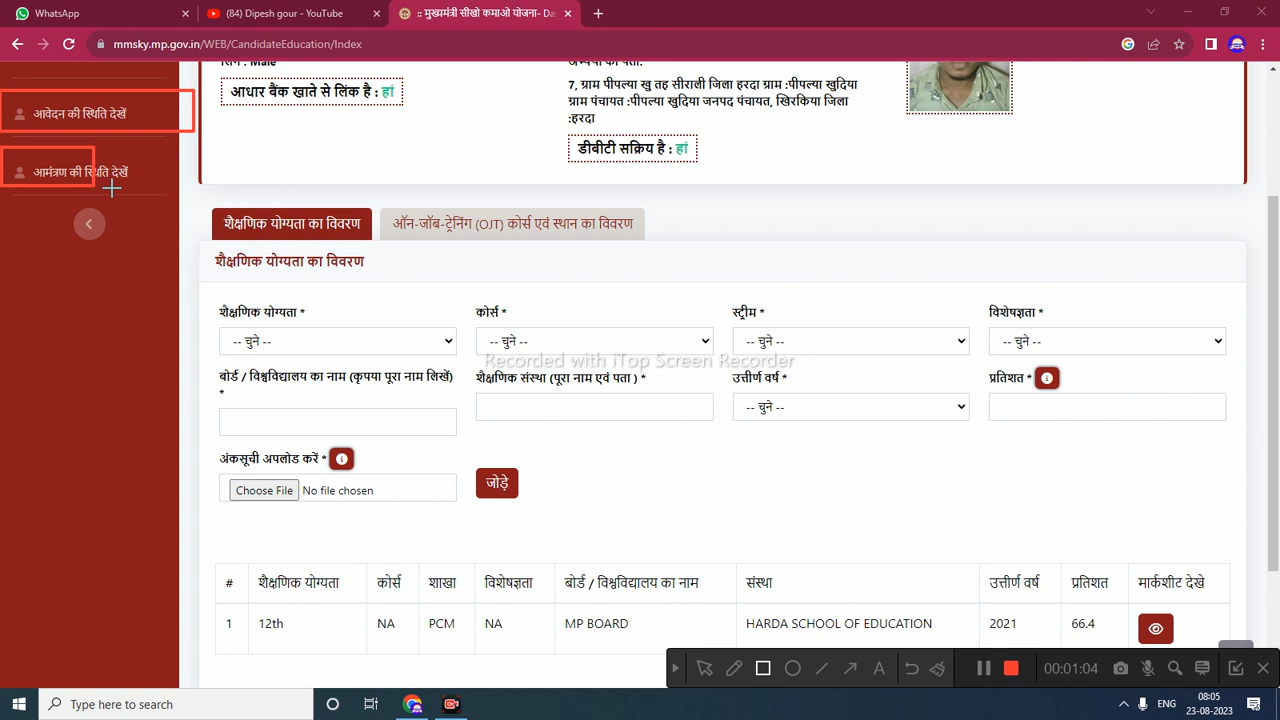 WhatsApp
(84) Dipesh gour - YouTube
:: मुख्यमंत्री सीखो कमाओ योजना- Da
mmsky.mp.gov.in/WEB/CandidateEducation/Index
आवेदन की स्थिति देखें
आमंत्रण की स्थिति देखें
लिंग : Male
आधार बैंक खाते से लिंक है : हां
अभ्यर्थी का पता:
7, ग्राम पीपल्या खु तह सीराली जिला हरदा ग्राम :पीपल्या खुदिया
ग्राम पंचायत :पीपल्या खुदिया जनपद पंचायत, खिरकिया जिला
:हरदा
डीबीटी सक्रिय है : हां
शैक्षणिक योग्यता का विवरण
ऑन-जॉब-ट्रेनिंग (OJT) कोर्स एवं स्थान का विवरण
शैक्षणिक योग्यता का विवरण
शैक्षणिक योग्यता * कोर्स * स्ट्रीम * विशेषज्ञता *
-- चुने -- -- चुने -- -- चुने -- -- चुने --
Recorded with iTop Screen Recorder
बोर्ड / विश्वविद्यालय का नाम (कृपया पूरा नाम लिखें)
*
शैक्षणिक संस्था (पूरा नाम एवं पता ) * उत्तीर्ण वर्ष * प्रतिशत *
-- चुने --
अंकसूची अपलोड करें *
Choose File No file chosen
जोड़े
# शैक्षणिक योग्यता कोर्स शाखा विशेषज्ञता बोर्ड / विश्वविद्यालय का नाम संस्था उत्तीर्ण वर्ष प्रतिशत मार्कशीट देखे
1 12th NA PCM NA MP BOARD HARDA SCHOOL OF EDUCATION 2021 66.4
A
00:01:04
Type here to search
ENG
08:05
23-08-2023